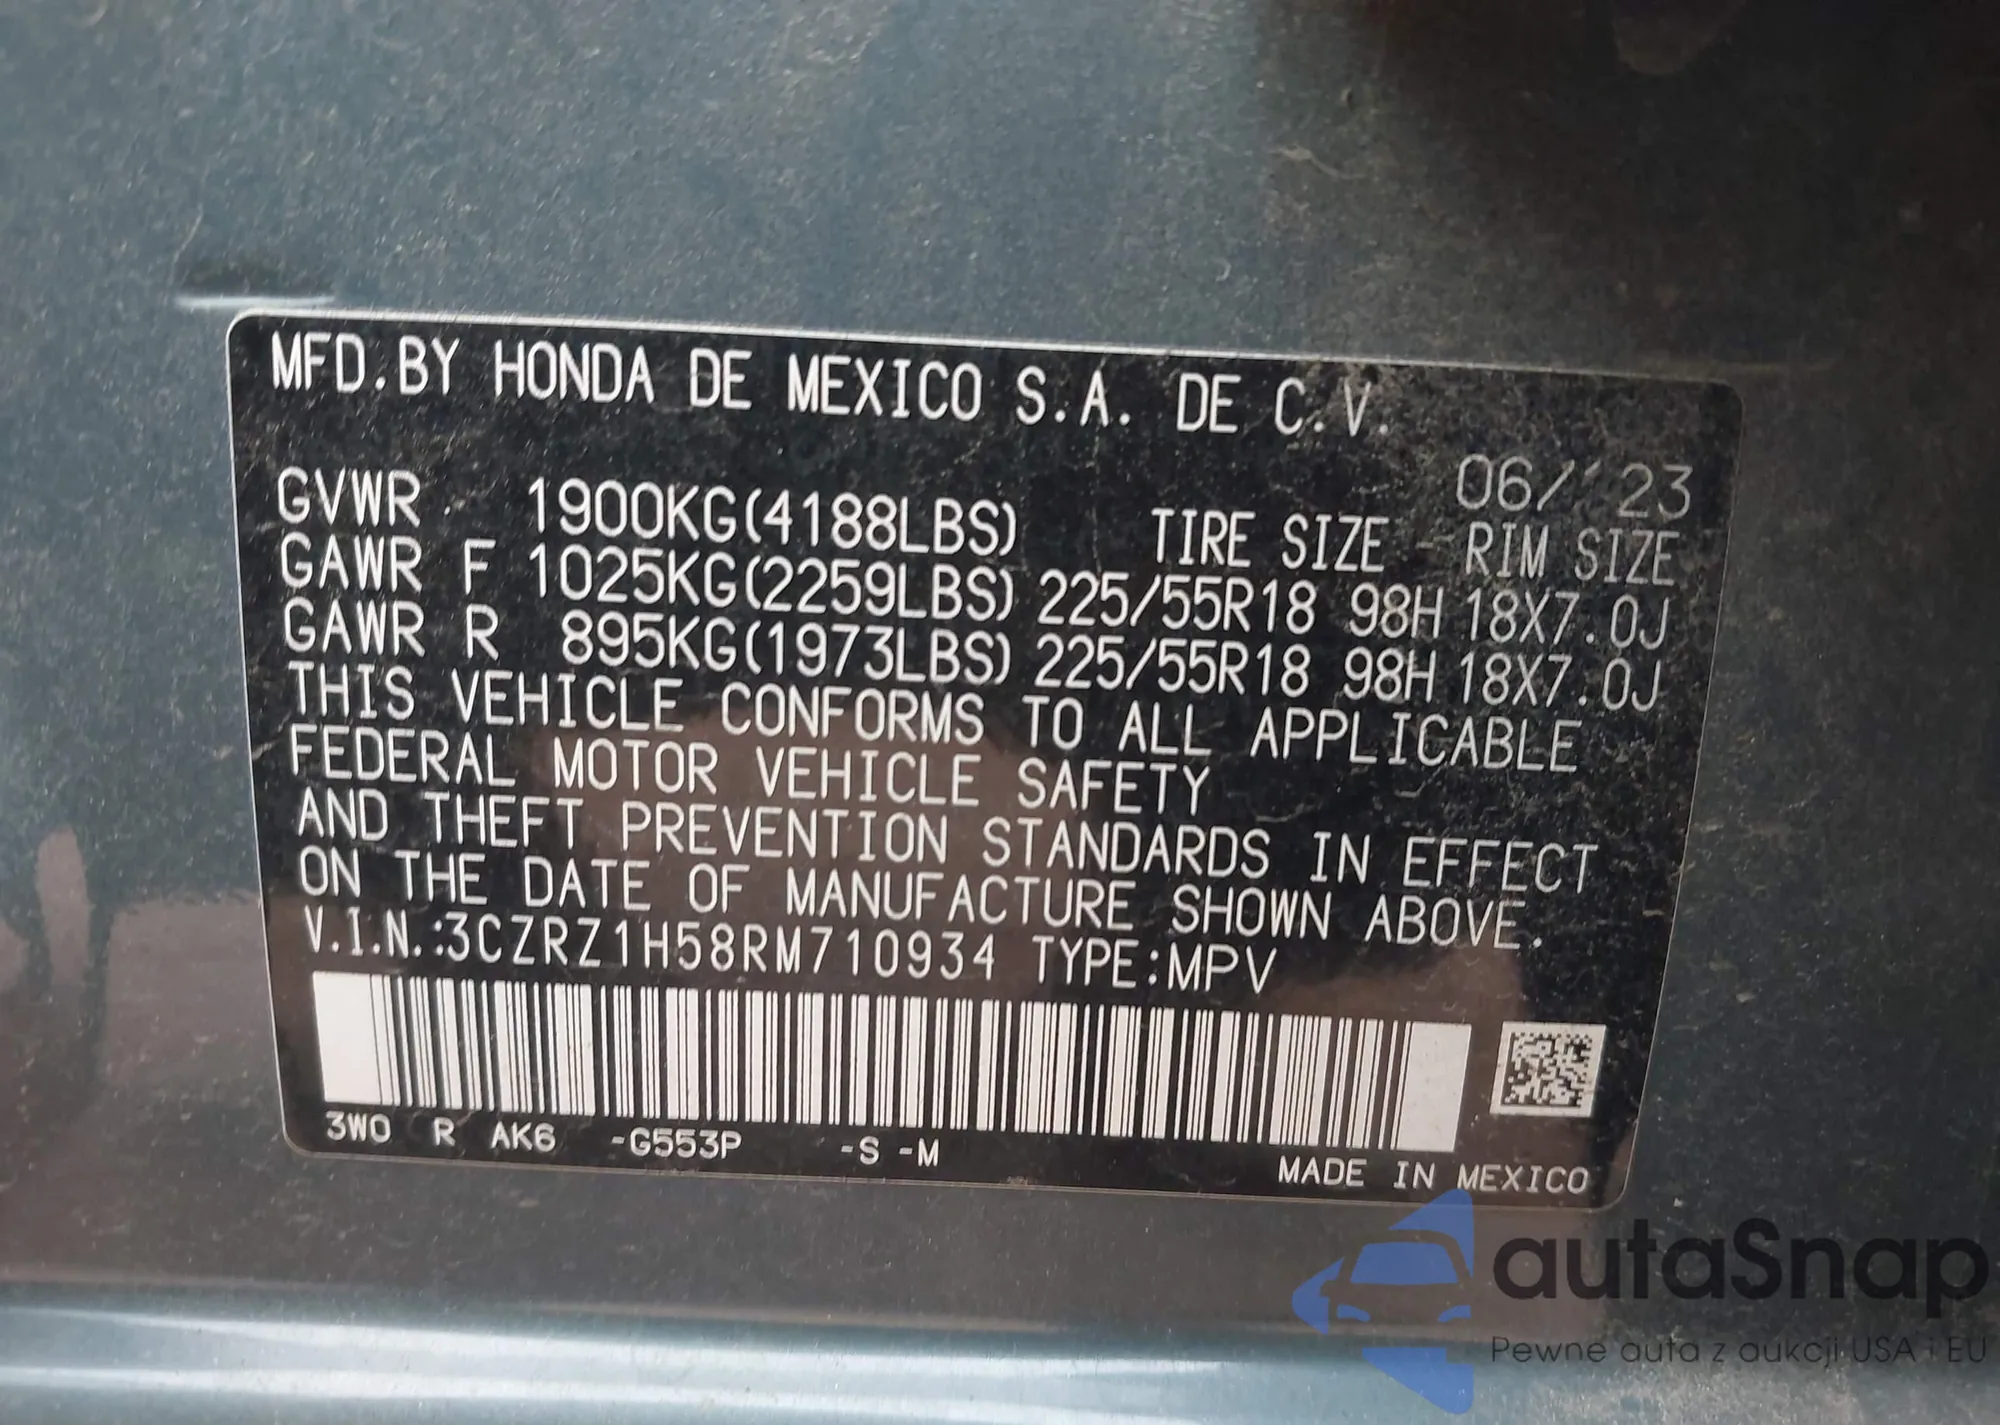 MFD.BY HONDA DE MEXICO S.A. DE C.V.
06/'23
GVWR 1900KG(4188LBS) TIRE SIZE - RIM SIZE
GAWR F 1025KG(2259LBS) 225/55R18 98H 18X7.0J
GAWR R 895KG(1973LBS) 225/55R18 98H 18X7.0J
THIS VEHICLE CONFORMS TO ALL APPLICABLE
FEDERAL MOTOR VEHICLE SAFETY
AND THEFT PREVENTION STANDARDS IN EFFECT
ON THE DATE OF MANUFACTURE SHOWN ABOVE.
V.I.N.:3CZRZ1H58RM710934 TYPE:MPV
3W0 R AK6 -G553P -S -M
MADE IN MEXICO
autaSnap
Pewne auta z aukcji USA i EU